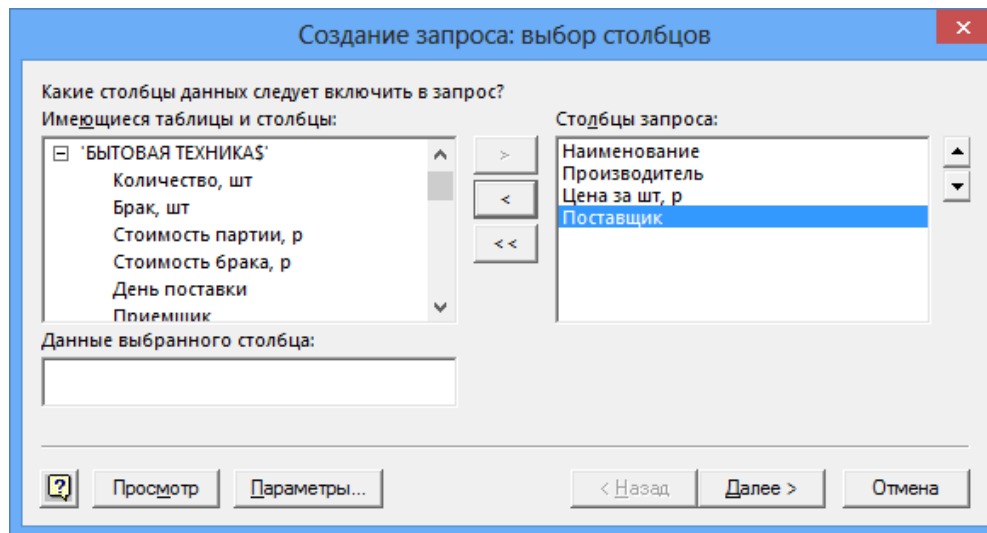 Создание запроса: выбор столбцов
Какие столбцы данных следует включить в запрос?
Имеющиеся таблицы и столбцы:
'БЫТОВАЯ ТЕХНИКА$'
Количество, шт
Брак, шт
Стоимость партии, р
Стоимость брака, р
День поставки
Приемщик
>
<
<<
Столбцы запроса:
Наименование
Производитель
Цена за шт, р
Поставщик
Данные выбранного столбца:
Просмотр
Параметры...
< Назад
Далее >
Отмена